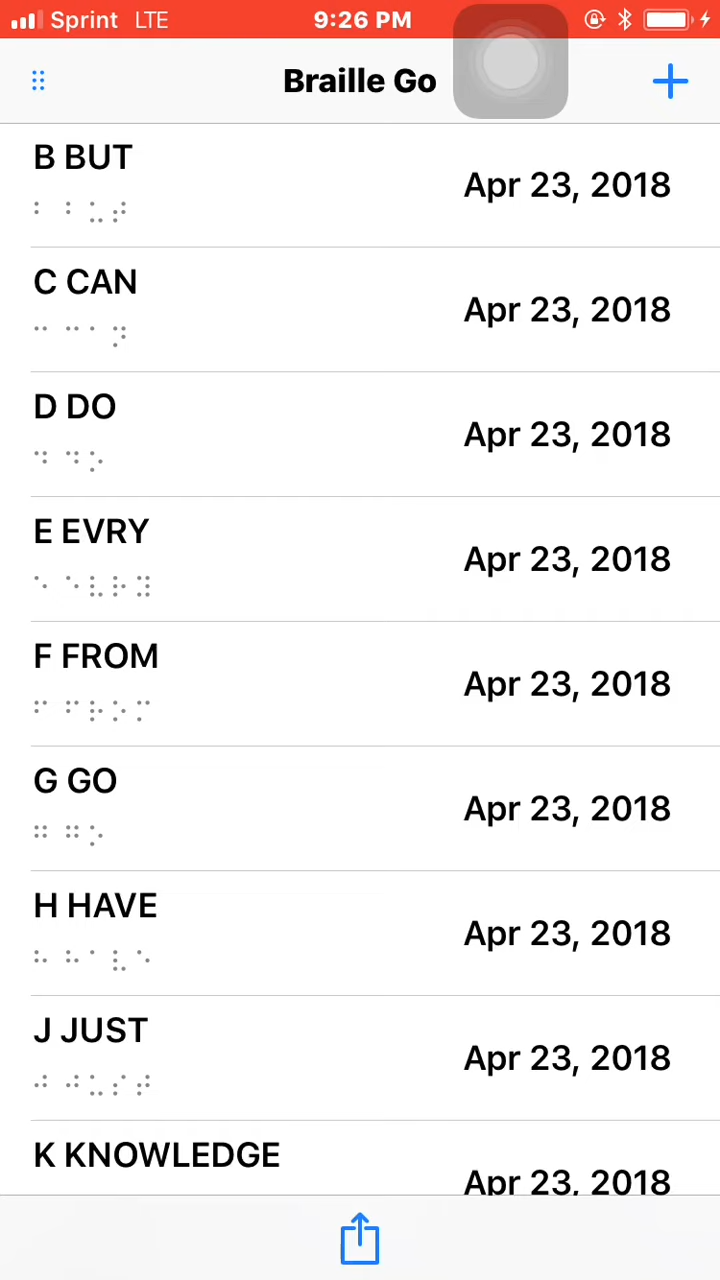 Sprint LTE 9:26 PM
Braille Go
B BUT
⠃ ⠃⠥⠞
Apr 23, 2018
C CAN
⠉ ⠉⠁⠝
Apr 23, 2018
D DO
⠙ ⠙⠕
Apr 23, 2018
E EVRY
⠑ ⠑⠧⠗⠽
Apr 23, 2018
F FROM
⠋ ⠋⠗⠕⠍
Apr 23, 2018
G GO
⠛ ⠛⠕
Apr 23, 2018
H HAVE
⠓ ⠓⠁⠧⠑
Apr 23, 2018
J JUST
⠚ ⠚⠥⠎⠞
Apr 23, 2018
K KNOWLEDGE
Apr 23, 2018